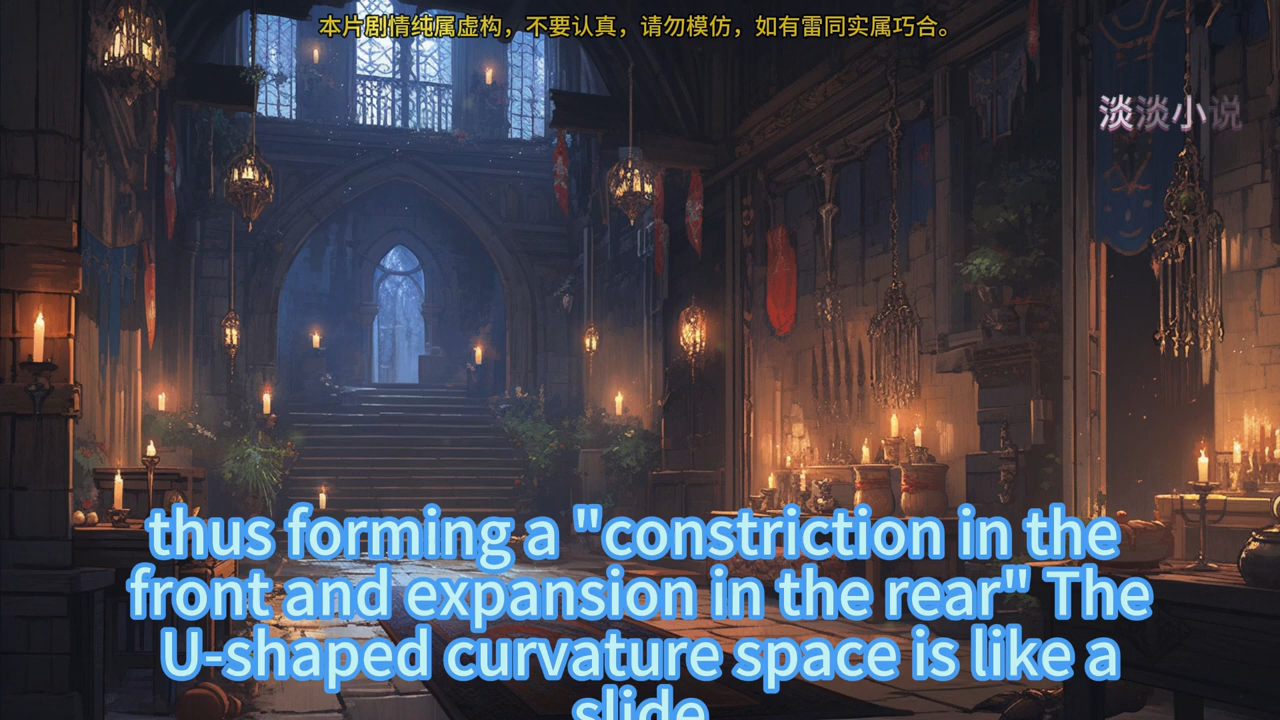 本片剧情纯属虚构，不要认真，请勿模仿，如有雷同实属巧合。
淡淡小说
thus forming a "constriction in the
front and expansion in the rear" The
U-shaped curvature space is like a
slide